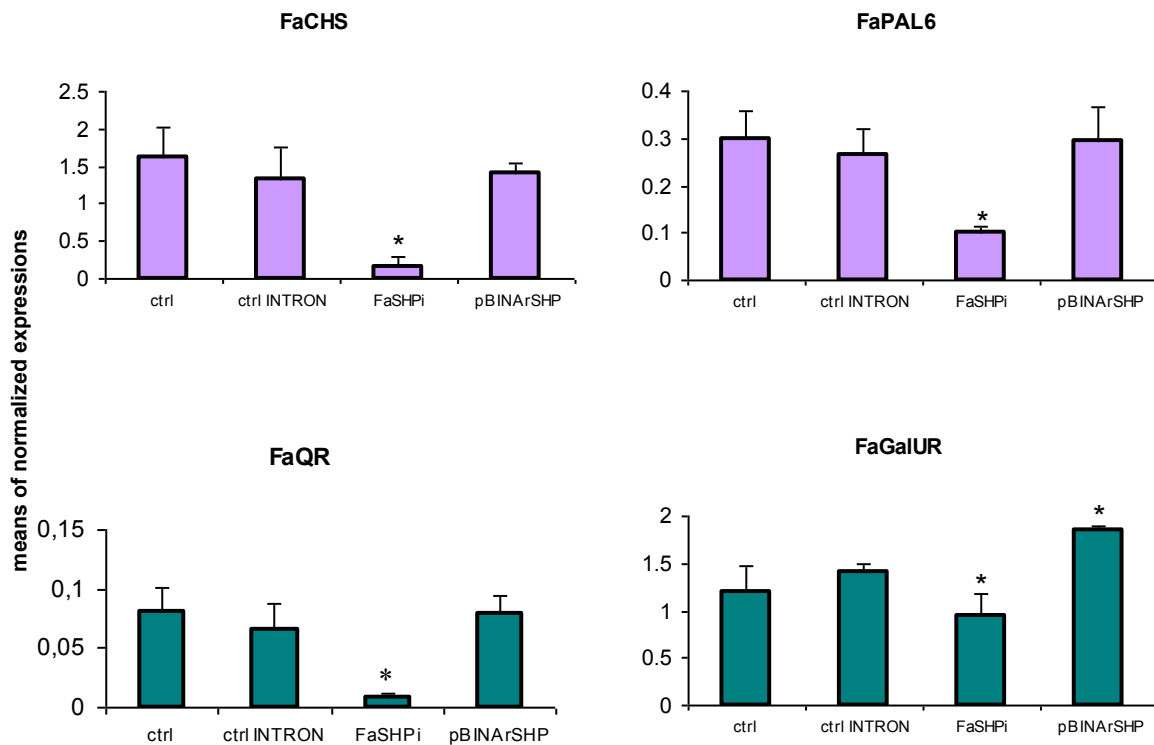 FaCHS
2.5
2
1.5
1
0.5
0
*
ctrl
ctrl INTRON
FaSHPi
pBINArSHP
FaPAL6
0.4
0.3
0.2
0.1
0
*
ctrl
ctrl INTRON
FaSHPi
pBINArSHP
means of normalized expressions
FaQR
0,15
0,1
0,05
0
*
ctrl
ctrl INTRON
FaSHPi
pBINArSHP
FaGalUR
2
1.5
1
0.5
0
*
*
ctrl
ctrl INTRON
FaSHPi
pBINArSHP